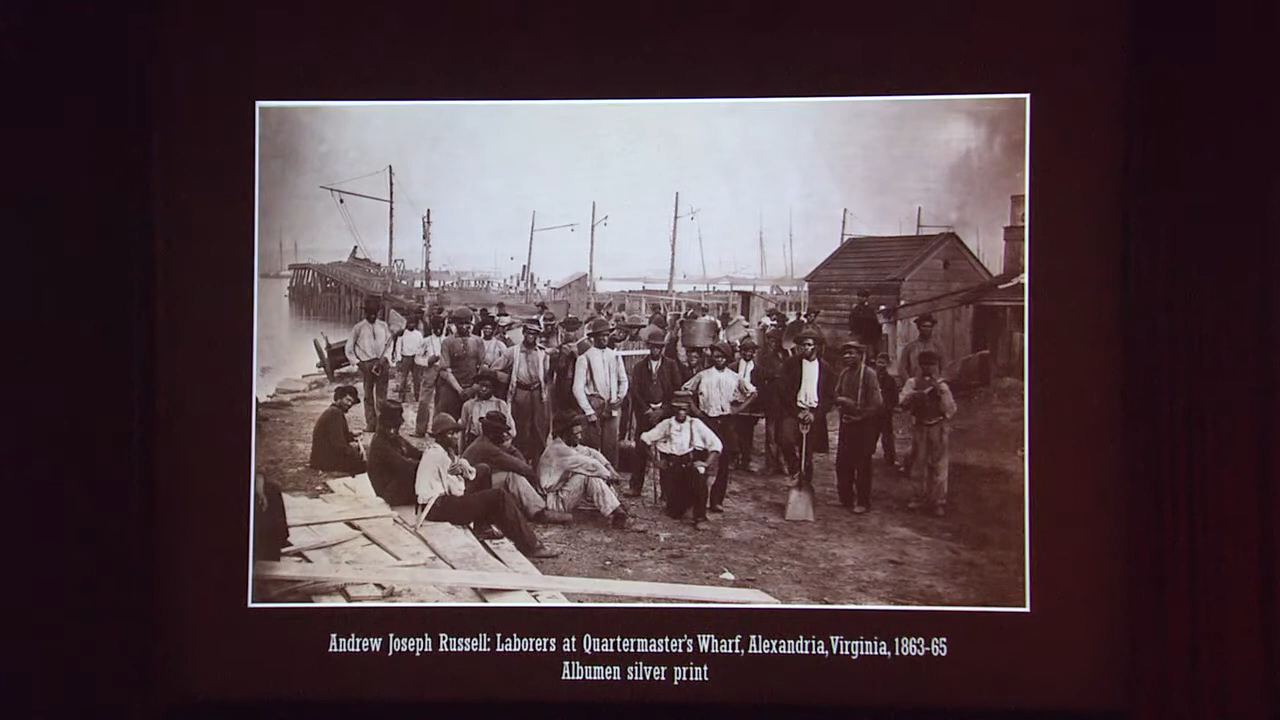 Andrew Joseph Russell: Laborers at Quartermaster's Wharf, Alexandria, Virginia, 1863-65
Albumen silver print